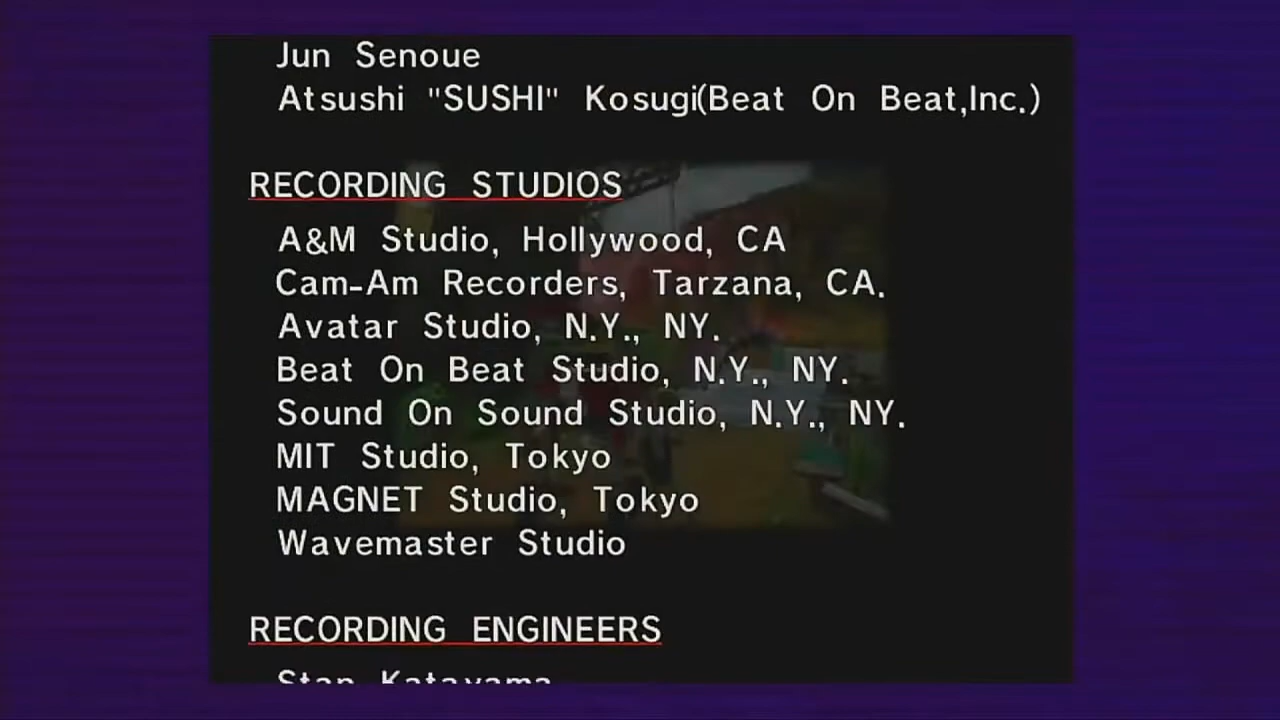 Jun Senoue
Atsushi "SUSHI" Kosugi(Beat On Beat,Inc.)
RECORDING STUDIOS
A&M Studio, Hollywood, CA
Cam-Am Recorders, Tarzana, CA.
Avatar Studio, N.Y., NY.
Beat On Beat Studio, N.Y., NY.
Sound On Sound Studio, N.Y., NY.
MIT Studio, Tokyo
MAGNET Studio, Tokyo
Wavemaster Studio
RECORDING ENGINEERS
Stan Katayama